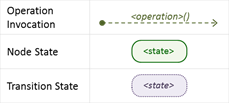 Operation
Invocation
<operation>()
Node State
<state>
Transition State
<state>